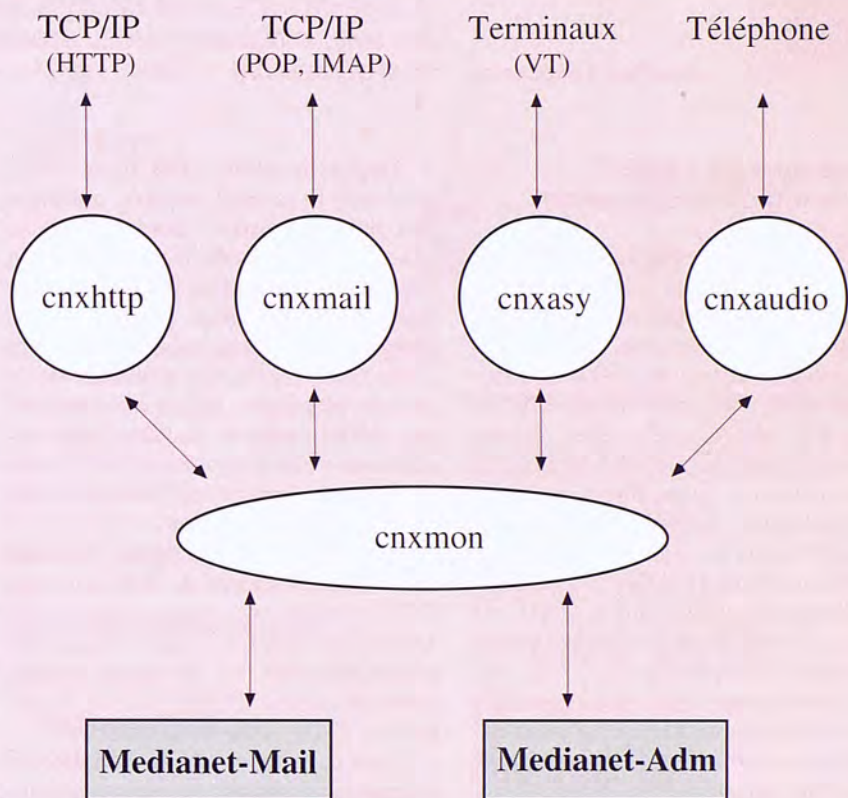 TCP/IP
(HTTP)
TCP/IP
(POP, IMAP)
Terminaux
(VT)
Téléphone
cnxhttp
cnxmail
cnxasy
cnxaudio
cnxmon
Medianet-Mail
Medianet-Adm